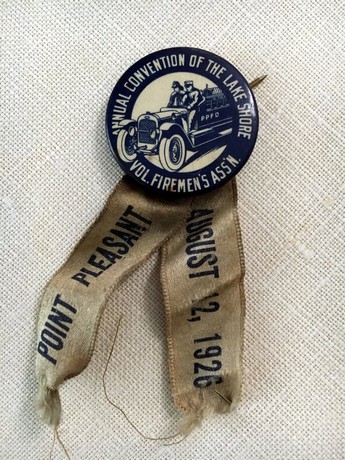 ANNUAL CONVENTION OF THE LAKE SHORE
VOL. FIREMEN'S ASS'N.
PPFD
POINT PLEASANT
AUGUST 12, 1926